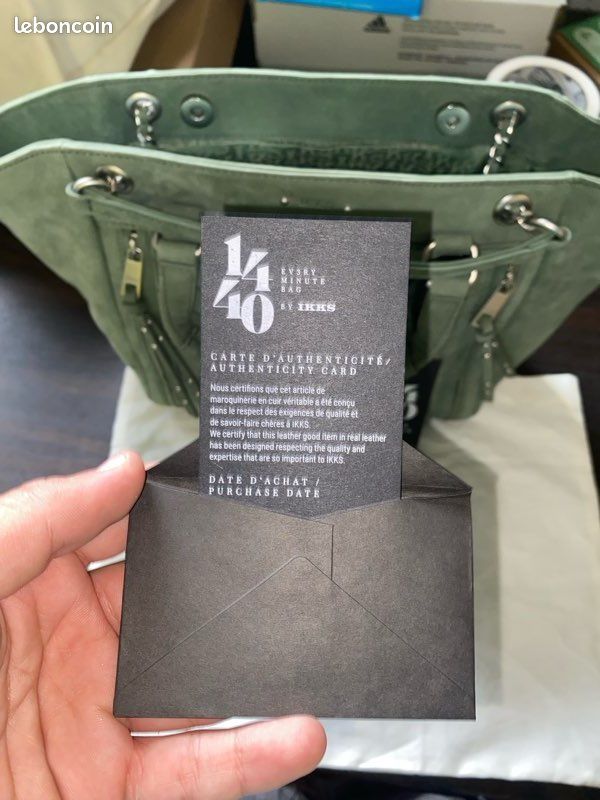 leboncoin
adidas
14
40
EV3RY
MINUTE
BAG
BY IKKS
CARTE D'AUTHENTICITÉ/
AUTHENTICITY CARD
Nous certifions que cet article de
maroquinerie en cuir véritable a été conçu
dans le respect des exigences de qualité et
de savoir-faire chères à IKKS.
We certify that this leather good item in real leather
has been designed respecting the quality and
expertise that are so important to IKKS.
DATE D'ACHAT /
PURCHASE DATE